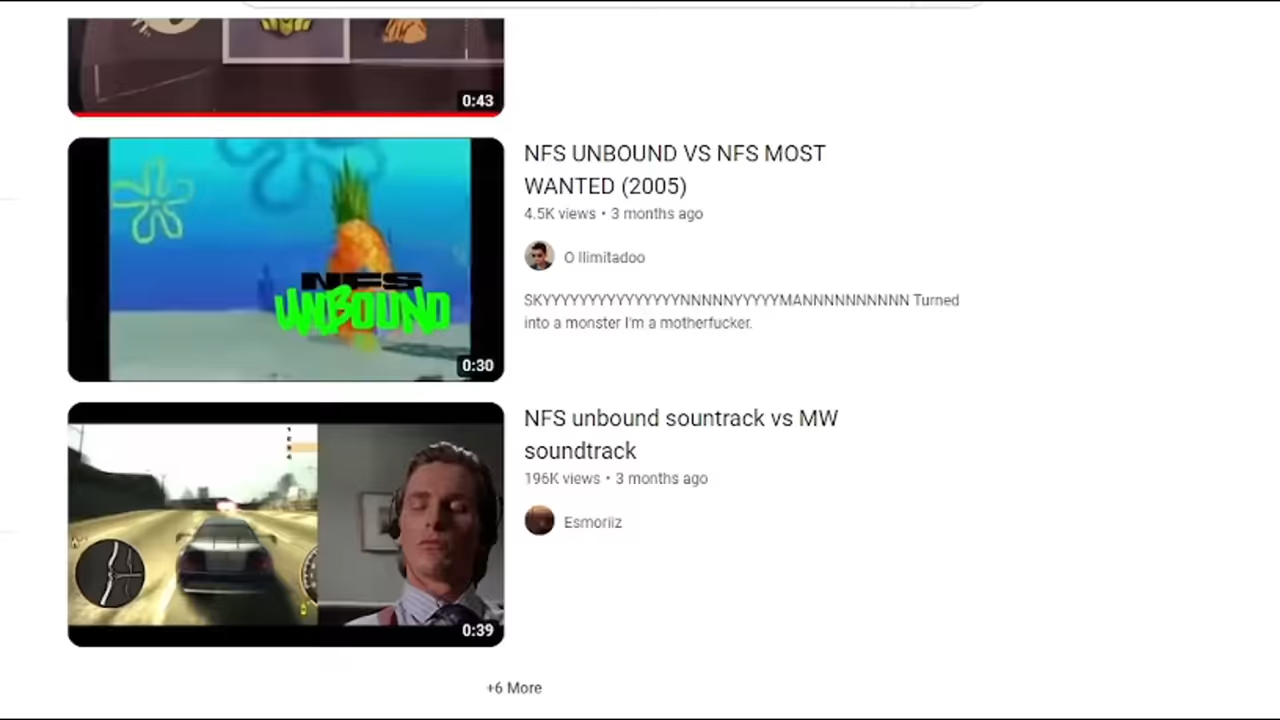 0:43
NFS UNBOUND VS NFS MOST
WANTED (2005)
4.5K views • 3 months ago
O Ilimitadoo
SKYYYYYYYYYYYYYYYNNNNNYYYYYMANNNNNNNNNN Turned
into a monster I'm a motherfucker.
NFS
UNBOUND
0:30
NFS unbound sountrack vs MW
soundtrack
196K views • 3 months ago
Esmoriiz
0:39
+6 More